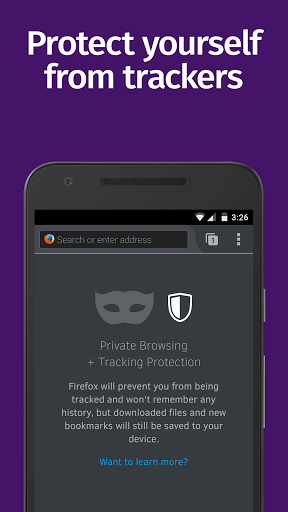 Protect yourself
from trackers
3:26
Search or enter address
1
Private Browsing
+ Tracking Protection
Firefox will prevent you from being
tracked and won't remember any
history, but downloaded files and new
bookmarks will still be saved to your
device.
Want to learn more?